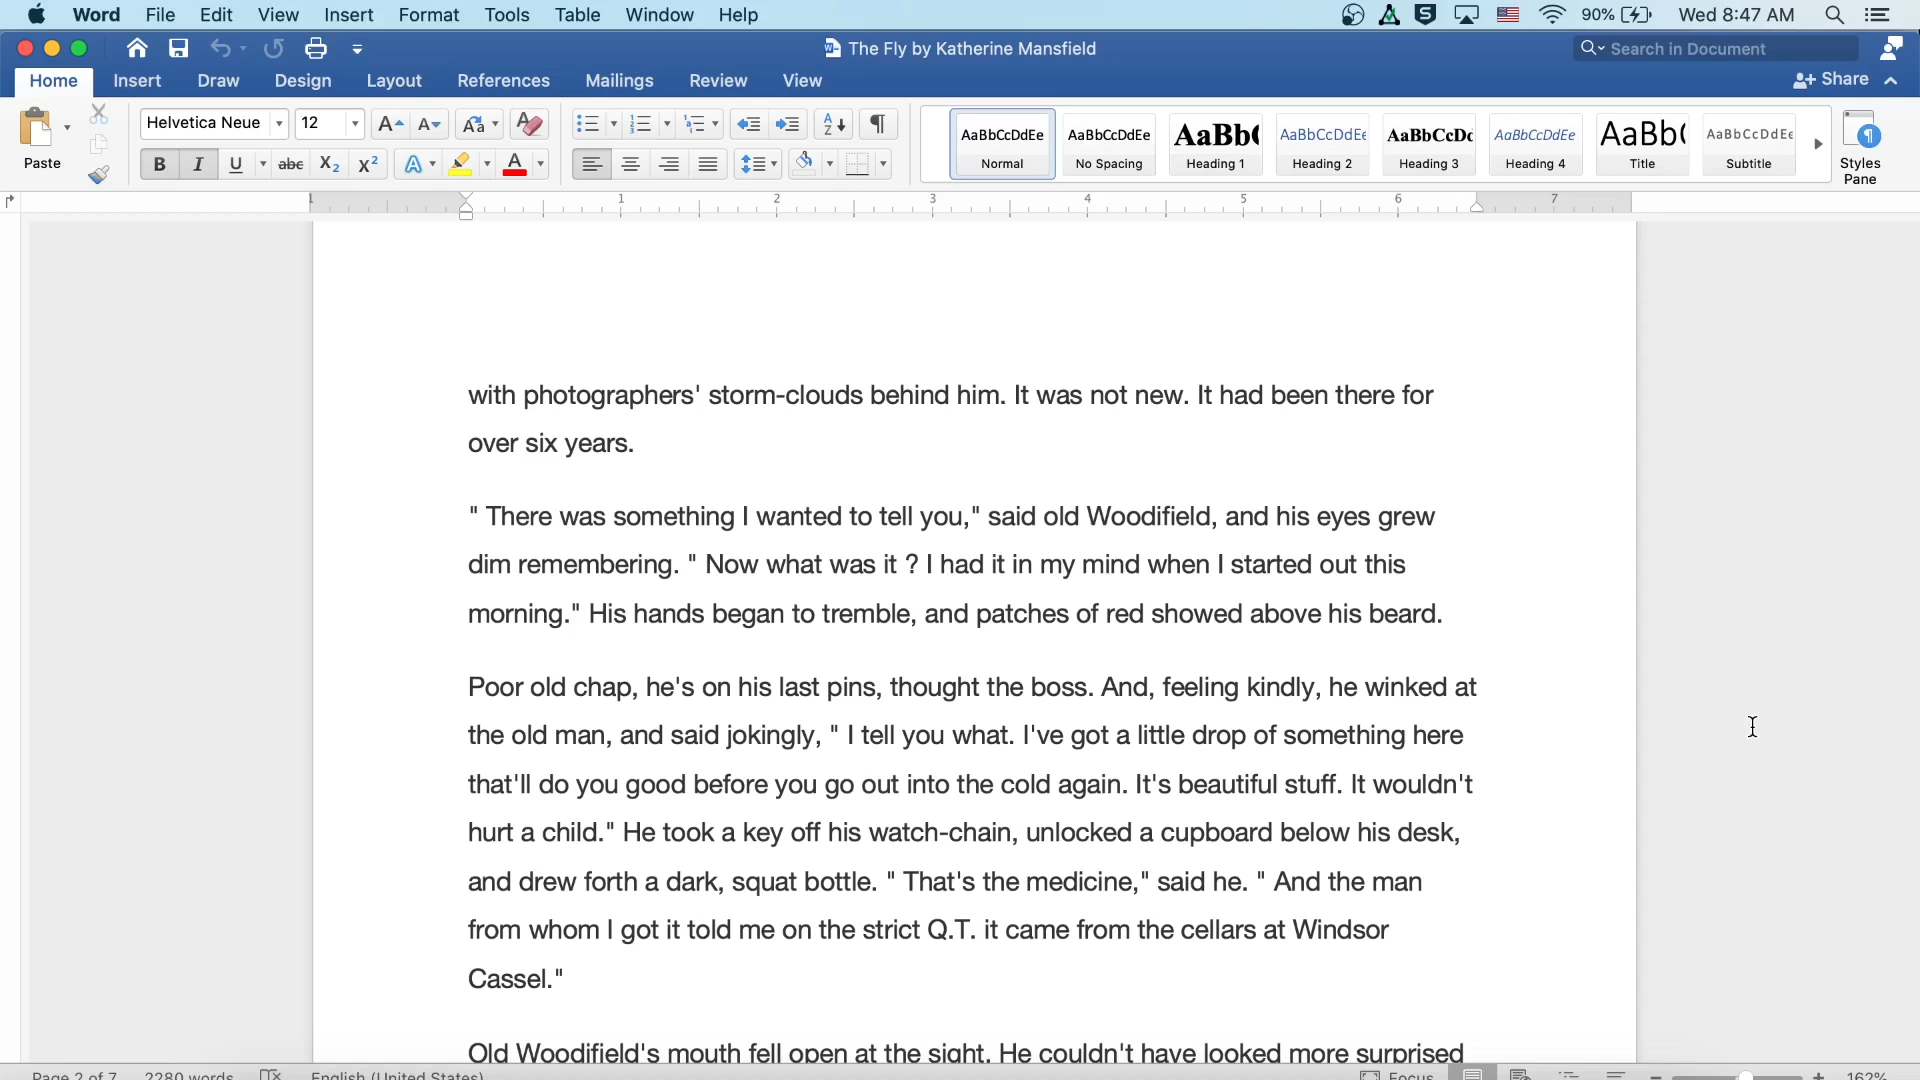 Word File Edit View Insert Format Tools Table Window Help 90% Wed 8:47 AM
The Fly by Katherine Mansfield Search in Document
Home Insert Draw Design Layout References Mailings Review View Share
Paste Helvetica Neue 12 AaBbCcDdEe AaBbCcDdEe AaBb( AaBbCcDdEe AaBbCcDc AaBbCcDdEe AaBb( AaBbCcDdEe
B I U abc X2 X2 A A Normal No Spacing Heading 1 Heading 2 Heading 3 Heading 4 Title Subtitle Styles Pane
1 1 2 3 4 5 6 7
with photographers' storm-clouds behind him. It was not new. It had been there for
over six years.
" There was something I wanted to tell you," said old Woodifield, and his eyes grew
dim remembering. " Now what was it ? I had it in my mind when I started out this
morning." His hands began to tremble, and patches of red showed above his beard.
Poor old chap, he's on his last pins, thought the boss. And, feeling kindly, he winked at
the old man, and said jokingly, " I tell you what. I've got a little drop of something here
that'll do you good before you go out into the cold again. It's beautiful stuff. It wouldn't
hurt a child." He took a key off his watch-chain, unlocked a cupboard below his desk,
and drew forth a dark, squat bottle. " That's the medicine," said he. " And the man
from whom I got it told me on the strict Q.T. it came from the cellars at Windsor
Cassel."
Old Woodifield's mouth fell open at the sight. He couldn't have looked more surprised
Page 2 of 7 2280 words English (United States) Focus 162%